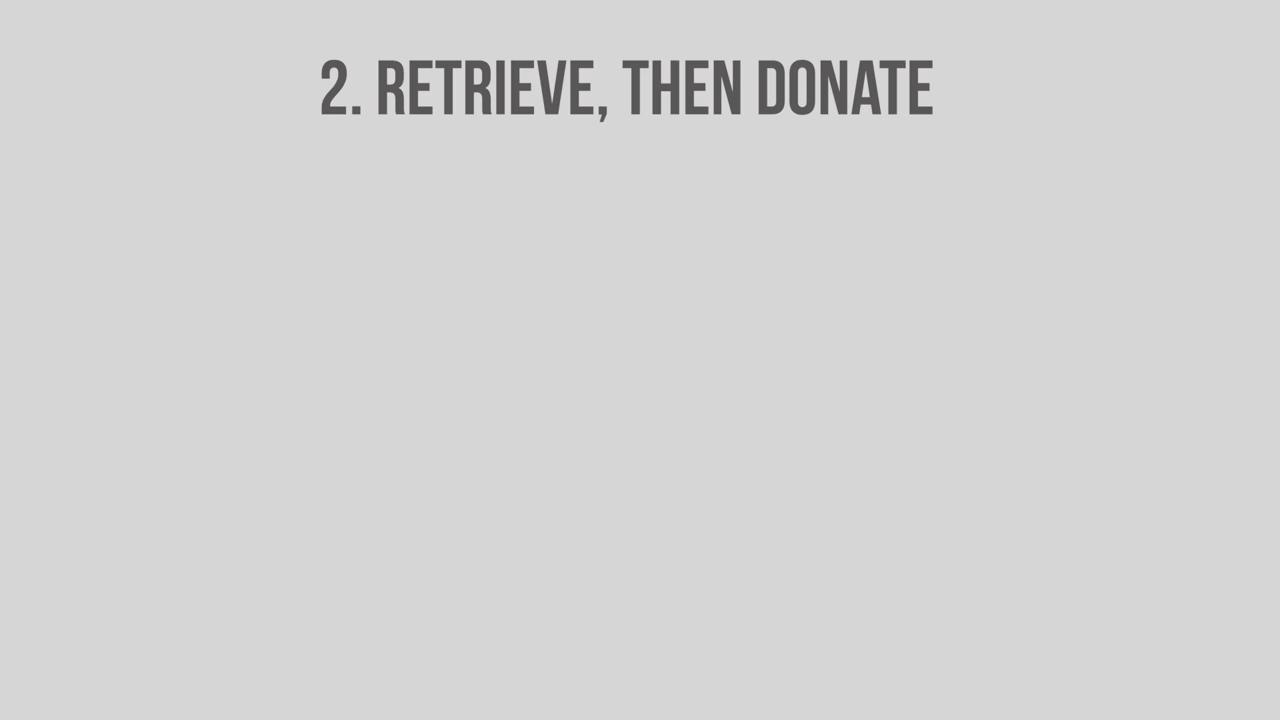 2. RETRIEVE, THEN DONATE